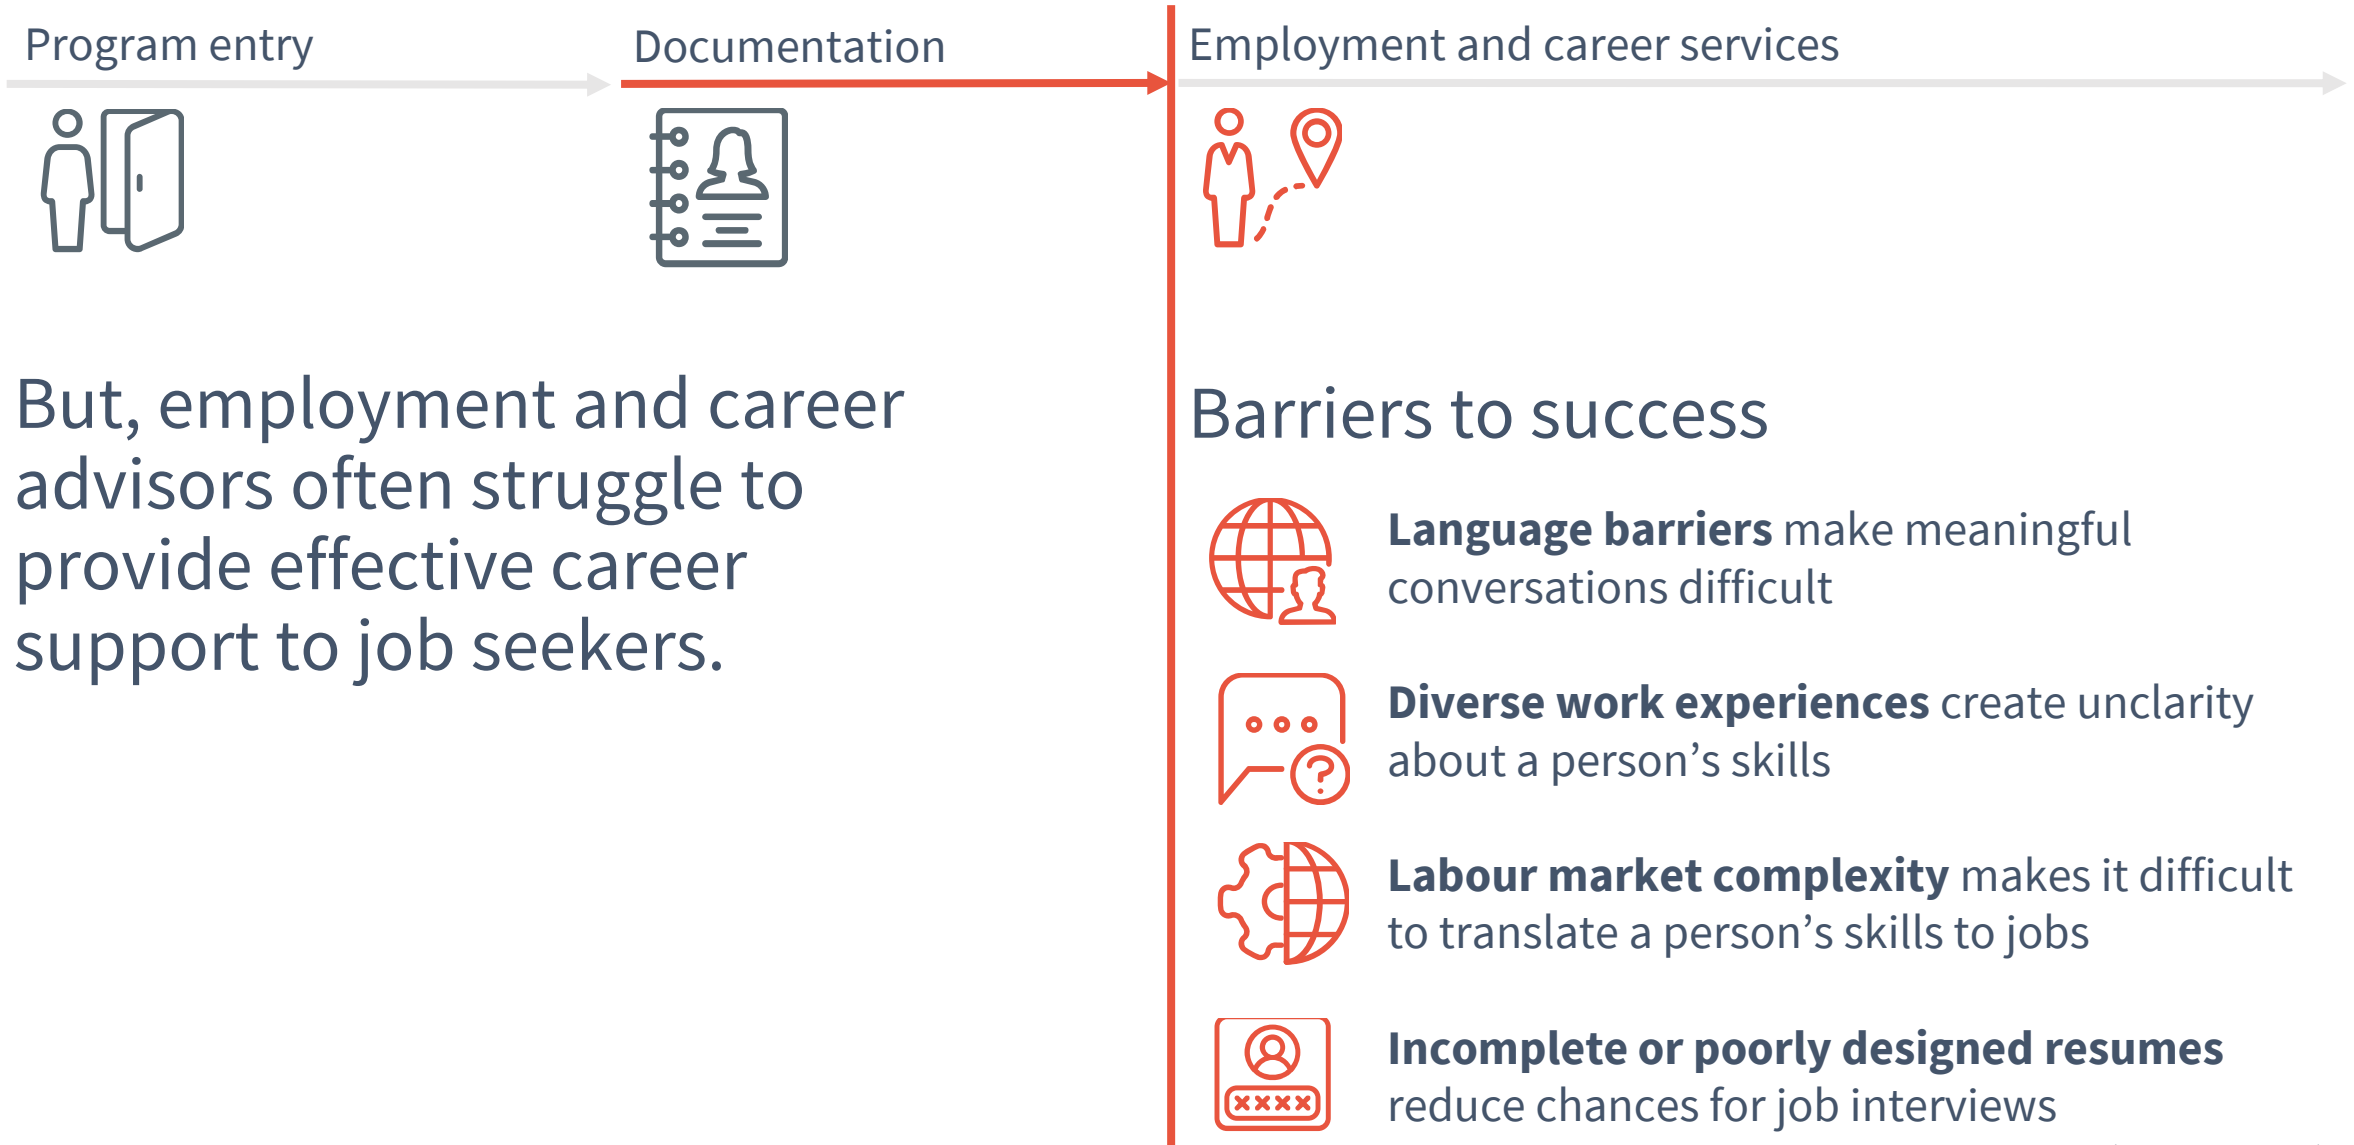 Program entry
Documentation
Employment and career services
But, employment and career
advisors often struggle to
provide effective career
support to job seekers.
Barriers to success
Language barriers make meaningful
conversations difficult
Diverse work experiences create unclarity
about a person’s skills
Labour market complexity makes it difficult
to translate a person’s skills to jobs
Incomplete or poorly designed resumes
reduce chances for job interviews